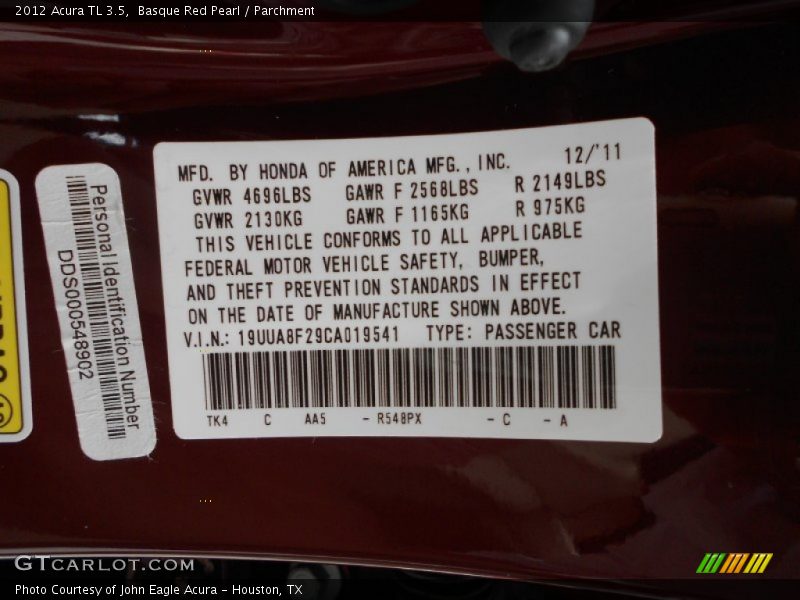 2012 Acura TL 3.5, Basque Red Pearl / Parchment
Personal Identification Number
DDS000548902
MFD. BY HONDA OF AMERICA MFG., INC. 12/'11
GVWR 4696LBS GAWR F 2568LBS R 2149LBS
GVWR 2130KG GAWR F 1165KG R 975KG
THIS VEHICLE CONFORMS TO ALL APPLICABLE
FEDERAL MOTOR VEHICLE SAFETY, BUMPER,
AND THEFT PREVENTION STANDARDS IN EFFECT
ON THE DATE OF MANUFACTURE SHOWN ABOVE.
V.I.N.: 19UUA8F29CA019541 TYPE: PASSENGER CAR
TK4 C AA5 - R548PX - C - A
GTCARLOT.COM
Photo Courtesy of John Eagle Acura - Houston, TX